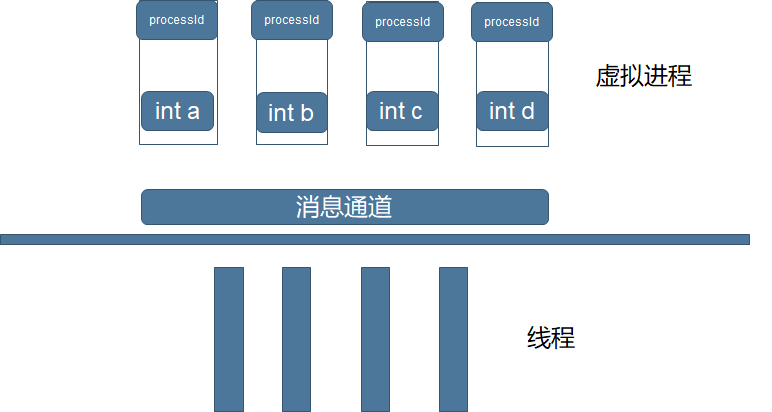 processId processId processId processId
虚拟进程
int a int b int c int d
消息通道
线程